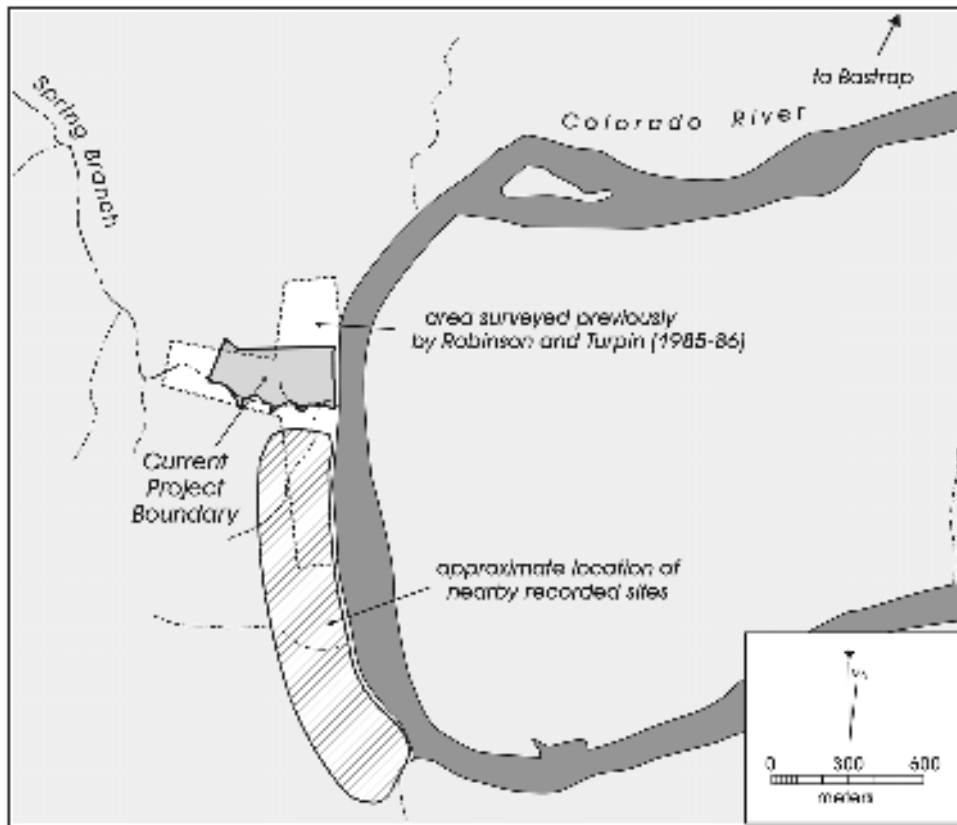 to Bastrop
Colorado River
Spring Branch
area surveyed previously
by Robinson and Turpin (1985-86)
Current
Project
Boundary
approximate location of
nearby recorded sites
0 300 600
meters